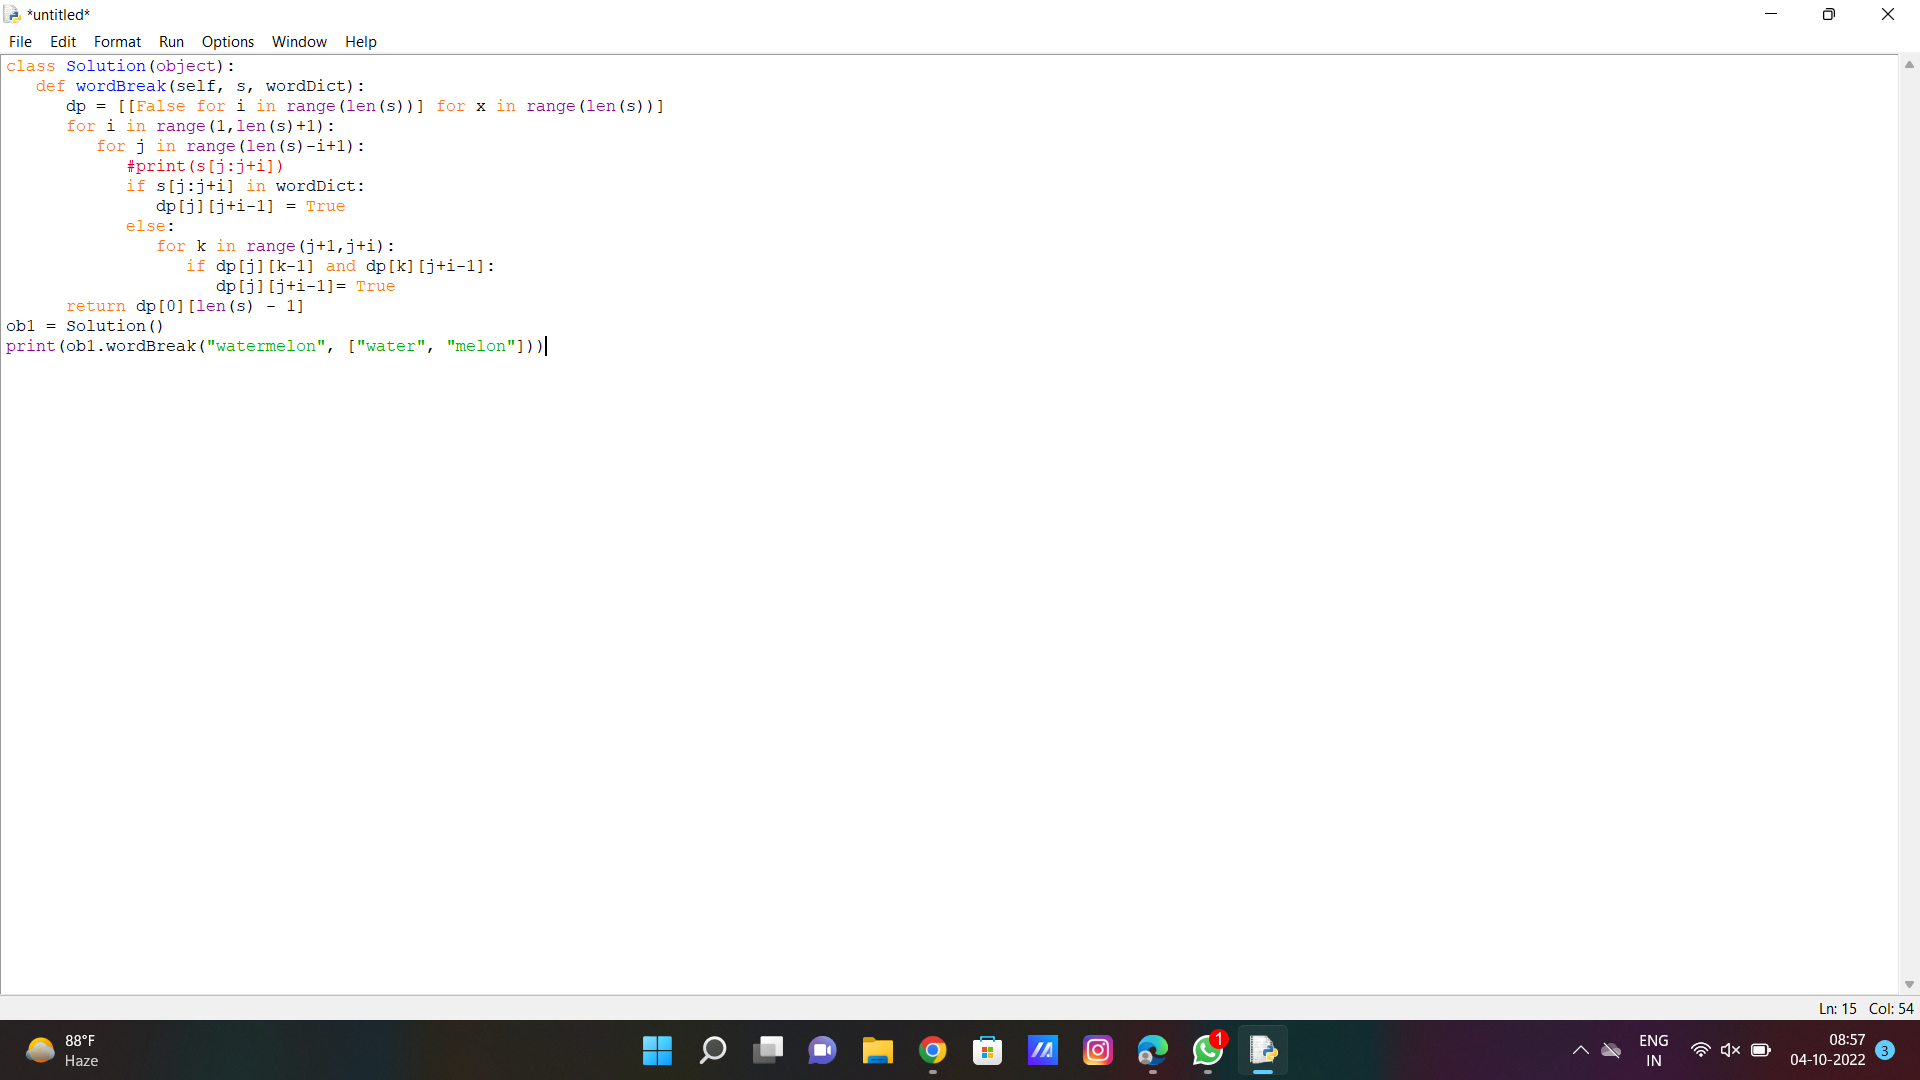 *untitled*
File Edit Format Run Options Window Help
class Solution(object):
   def wordBreak(self, s, wordDict):
      dp = [[False for i in range(len(s))] for x in range(len(s))]
      for i in range(1,len(s)+1):
         for j in range(len(s)-i+1):
            #print(s[j:j+i])
            if s[j:j+i] in wordDict:
               dp[j][j+i-1] = True
            else:
               for k in range(j+1,j+i):
                  if dp[j][k-1] and dp[k][j+i-1]:
                     dp[j][j+i-1]= True
      return dp[0][len(s) - 1]
ob1 = Solution()
print(ob1.wordBreak("watermelon", ["water", "melon"]))
Ln: 15 Col: 54
88°F
Haze
1
ENG
IN
08:57
04-10-2022
3